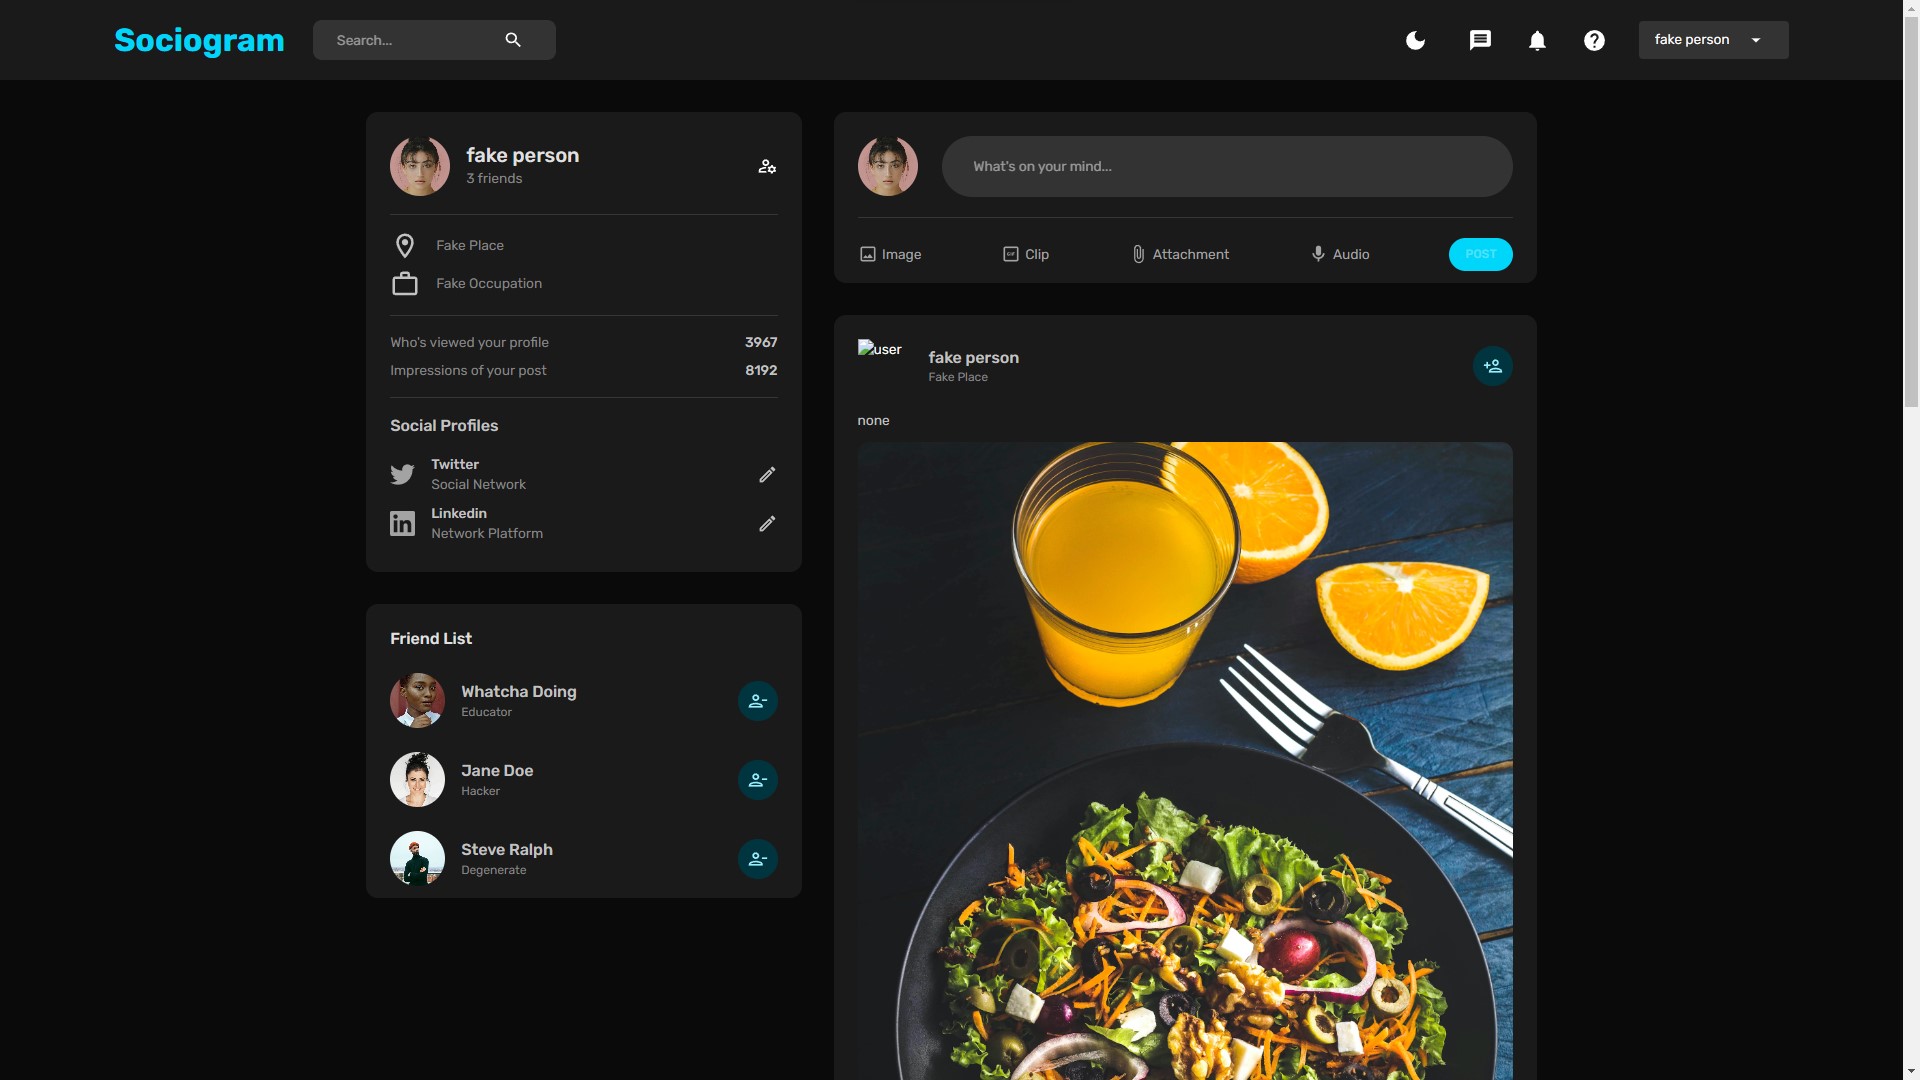 Sociogram
Search...
fake person
fake person
3 friends
Fake Place
Fake Occupation
Who's viewed your profile
3967
Impressions of your post
8192
Social Profiles
Twitter
Social Network
Linkedin
Network Platform
Friend List
Whatcha Doing
Educator
Jane Doe
Hacker
Steve Ralph
Degenerate
What's on your mind...
Image
Clip
Attachment
Audio
POST
user
fake person
Fake Place
none